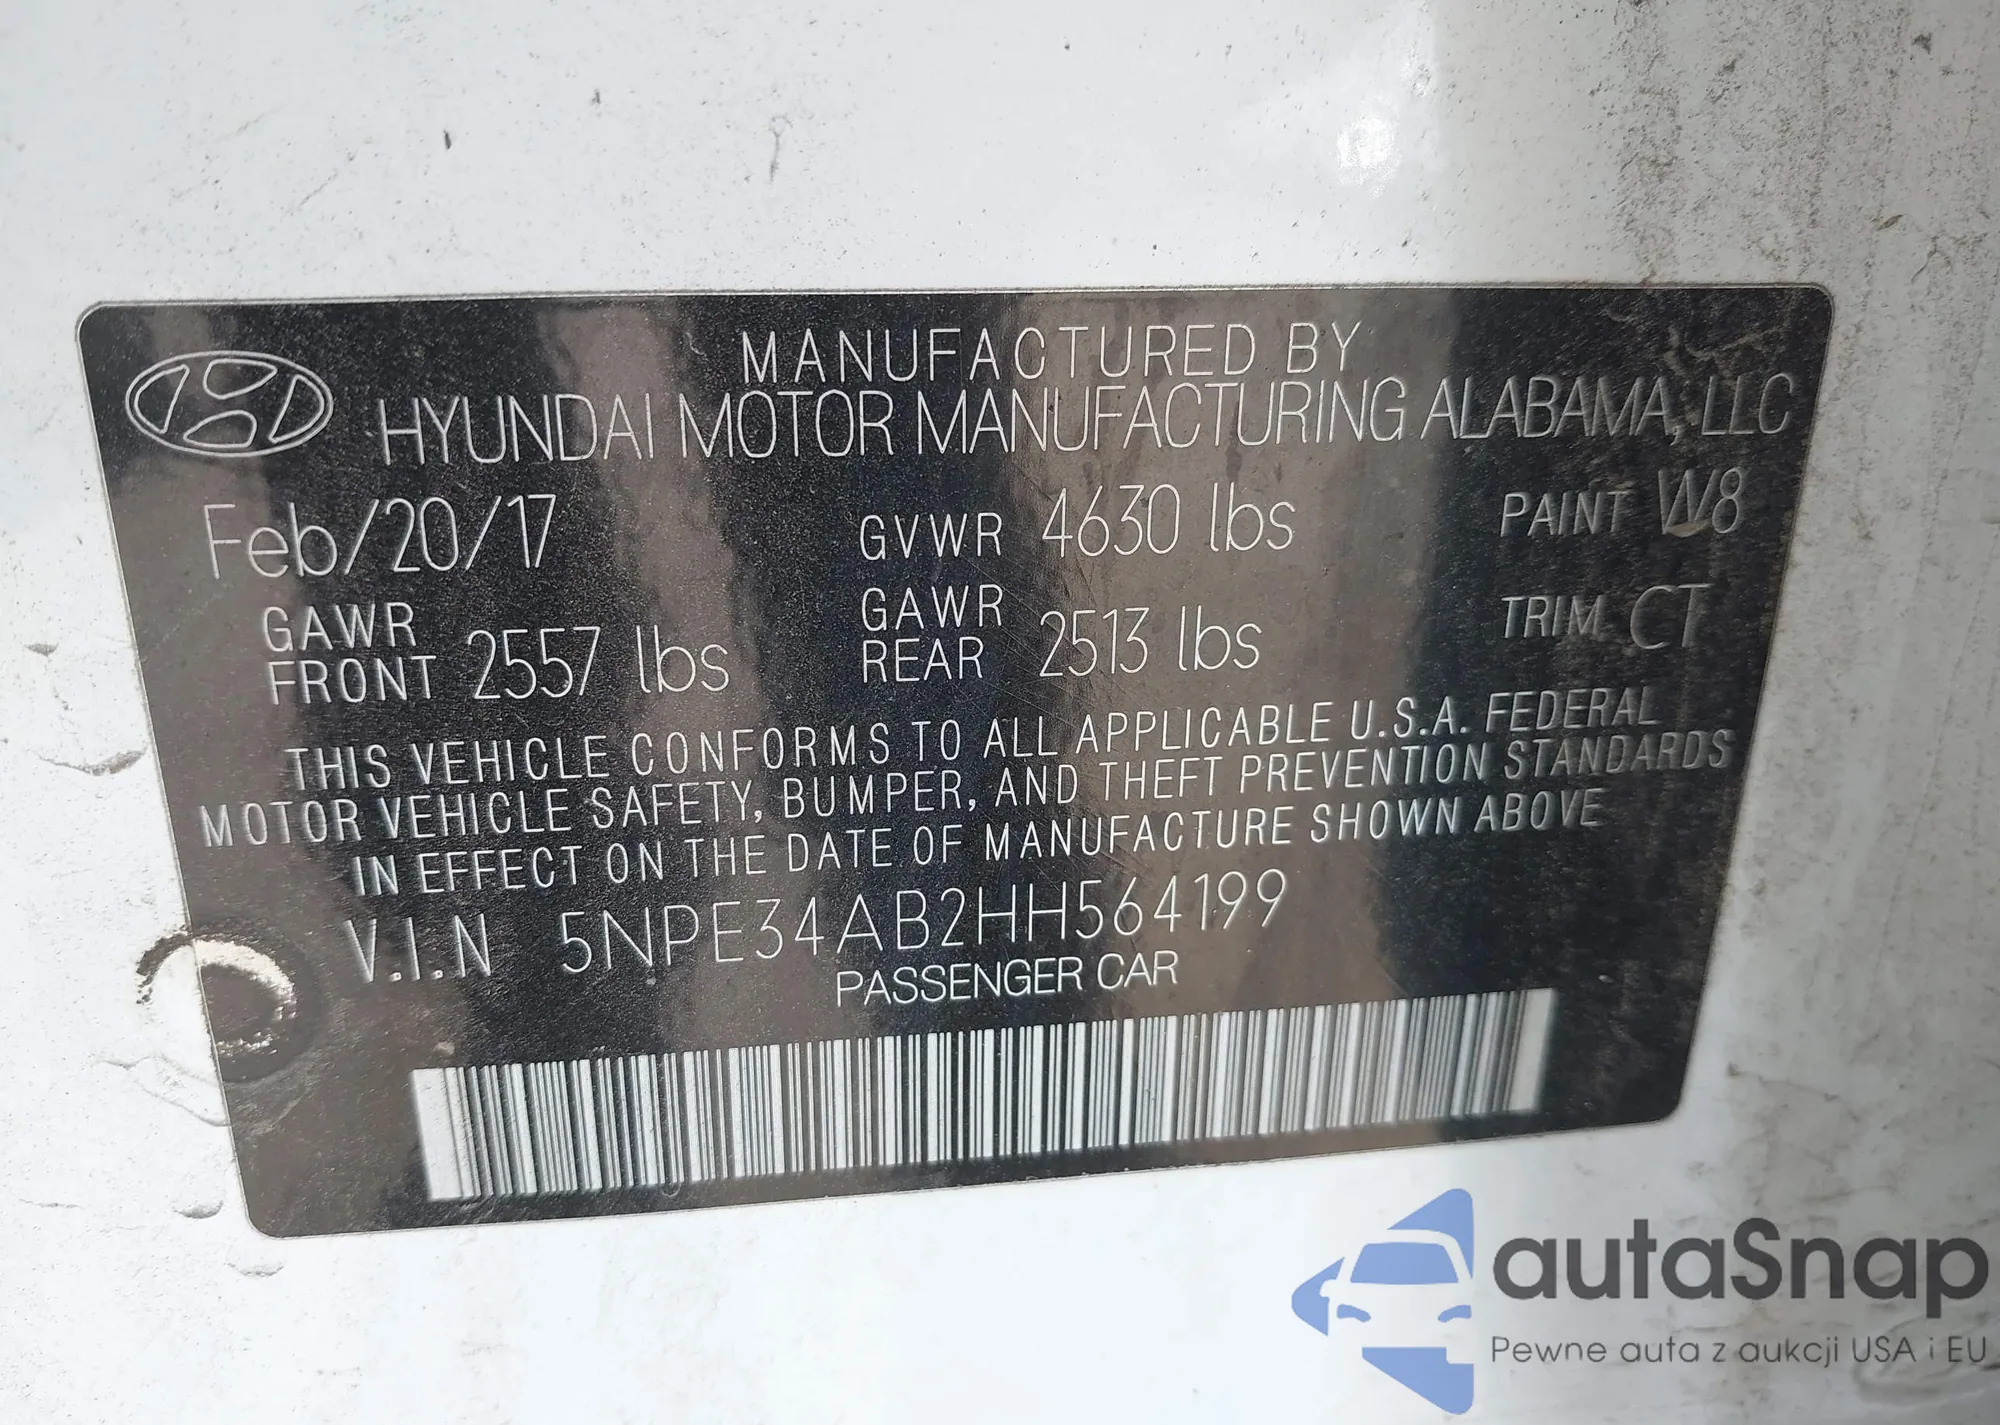 MANUFACTURED BY
HYUNDAI MOTOR MANUFACTURING ALABAMA, LLC
Feb/20/17 GVWR 4630 lbs PAINT W8
GAWR FRONT 2557 lbs GAWR REAR 2513 lbs TRIM CT
THIS VEHICLE CONFORMS TO ALL APPLICABLE U.S.A. FEDERAL
MOTOR VEHICLE SAFETY, BUMPER, AND THEFT PREVENTION STANDARDS
IN EFFECT ON THE DATE OF MANUFACTURE SHOWN ABOVE
V.I.N 5NPE34AB2HH564199
PASSENGER CAR
autaSnap
Pewne auta z aukcji USA i EU